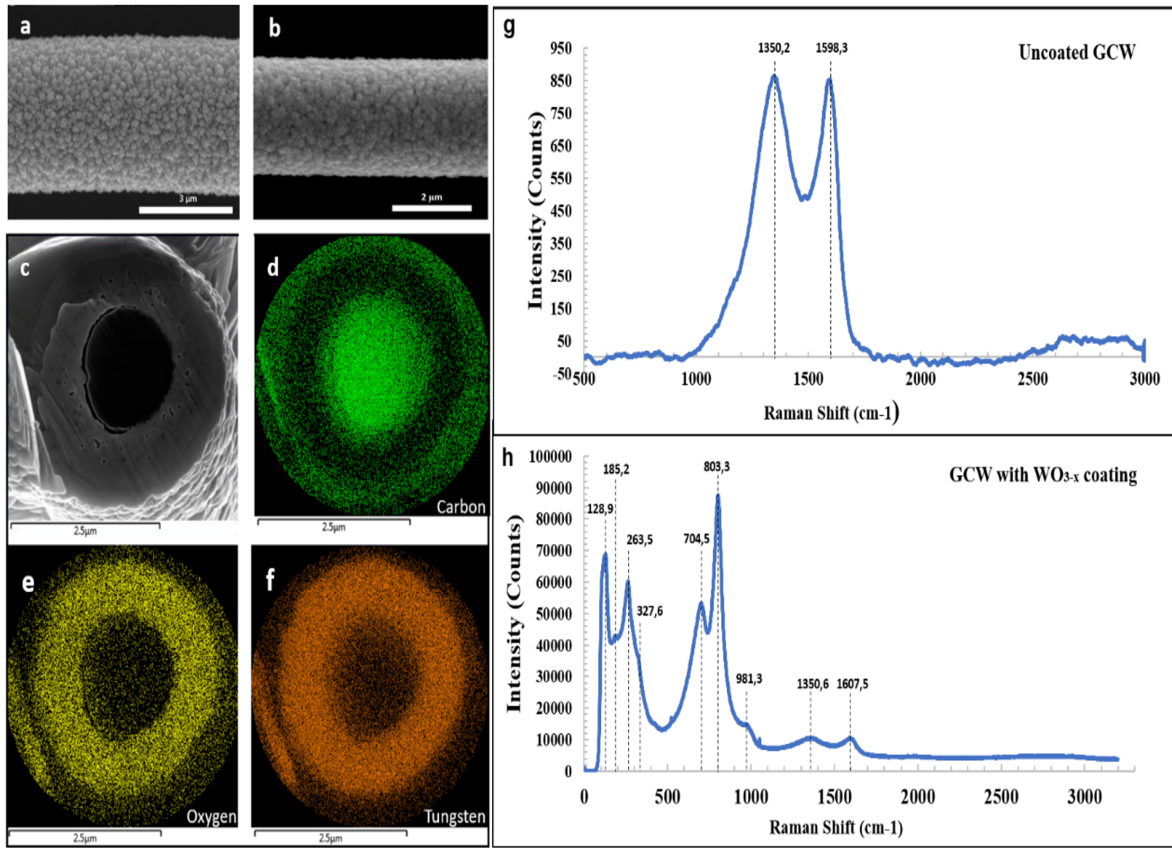 a
3 μm
b
2 μm
c
2.5μm
d
Carbon
2.5μm
e
Oxygen
2.5μm
f
Tungsten
2.5μm
g
Uncoated GCW
1350,2
1598,3
Intensity (Counts)
950
850
750
650
550
450
350
250
150
50
-50
500
1000
1500
2000
2500
3000
Raman Shift (cm-1)
h
GCW with WO3-x coating
128,9
185,2
263,5
327,6
704,5
803,3
981,3
1350,6
1607,5
Intensity (Counts)
100000
90000
80000
70000
60000
50000
40000
30000
20000
10000
0
0
500
1000
1500
2000
2500
3000
Raman Shift (cm-1)